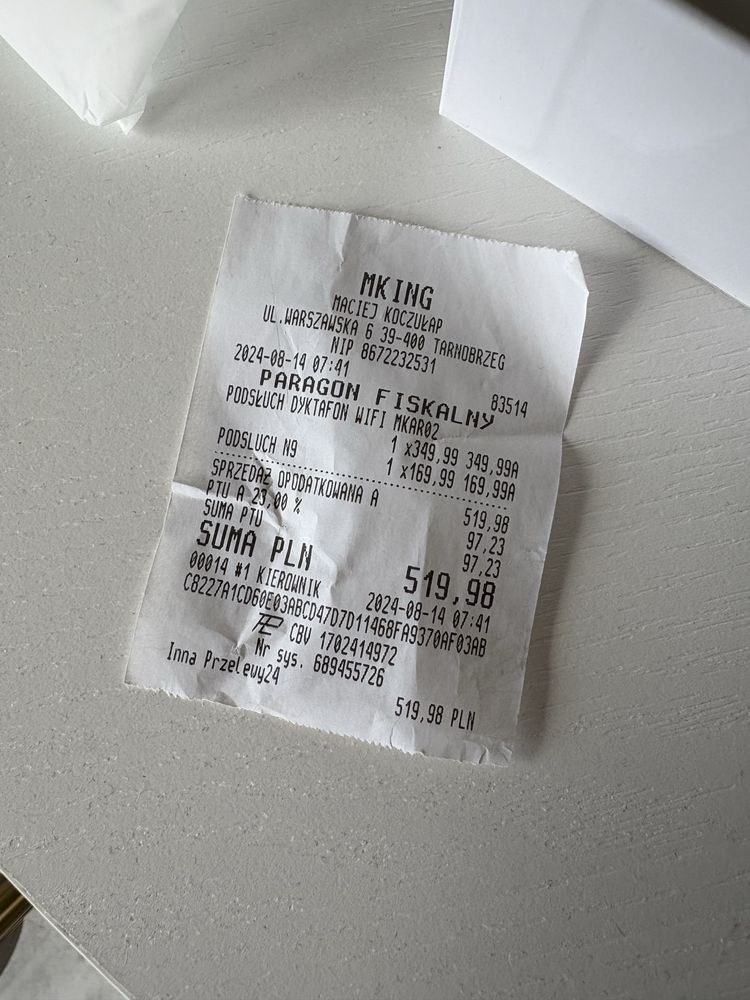 MKING
MACIEJ KOCZUŁAP
UL.WARSZAWSKA 6 39-400 TARNOBRZEG
NIP 8672232531
2024-08-14 07:41 83514
PARAGON FISKALNY
PODSŁUCH DYKTAFON WIFI MKAR02
1 x349,99 349,99A
PODSLUCH N9 1 x169,99 169,99A
SPRZEDAŻ OPODATKOWANA A 519,98
PTU A 23,00 % 97,23
SUMA PTU 97,23
SUMA PLN 519,98
00014 #1 KIEROWNIK 2024-08-14 07:41
C8227A1CD60E03ABCD47D7D11468FA9370AF03AB
CBV 1702414972
Nr sys. 689455726
Inna Przelewy24 519,98 PLN